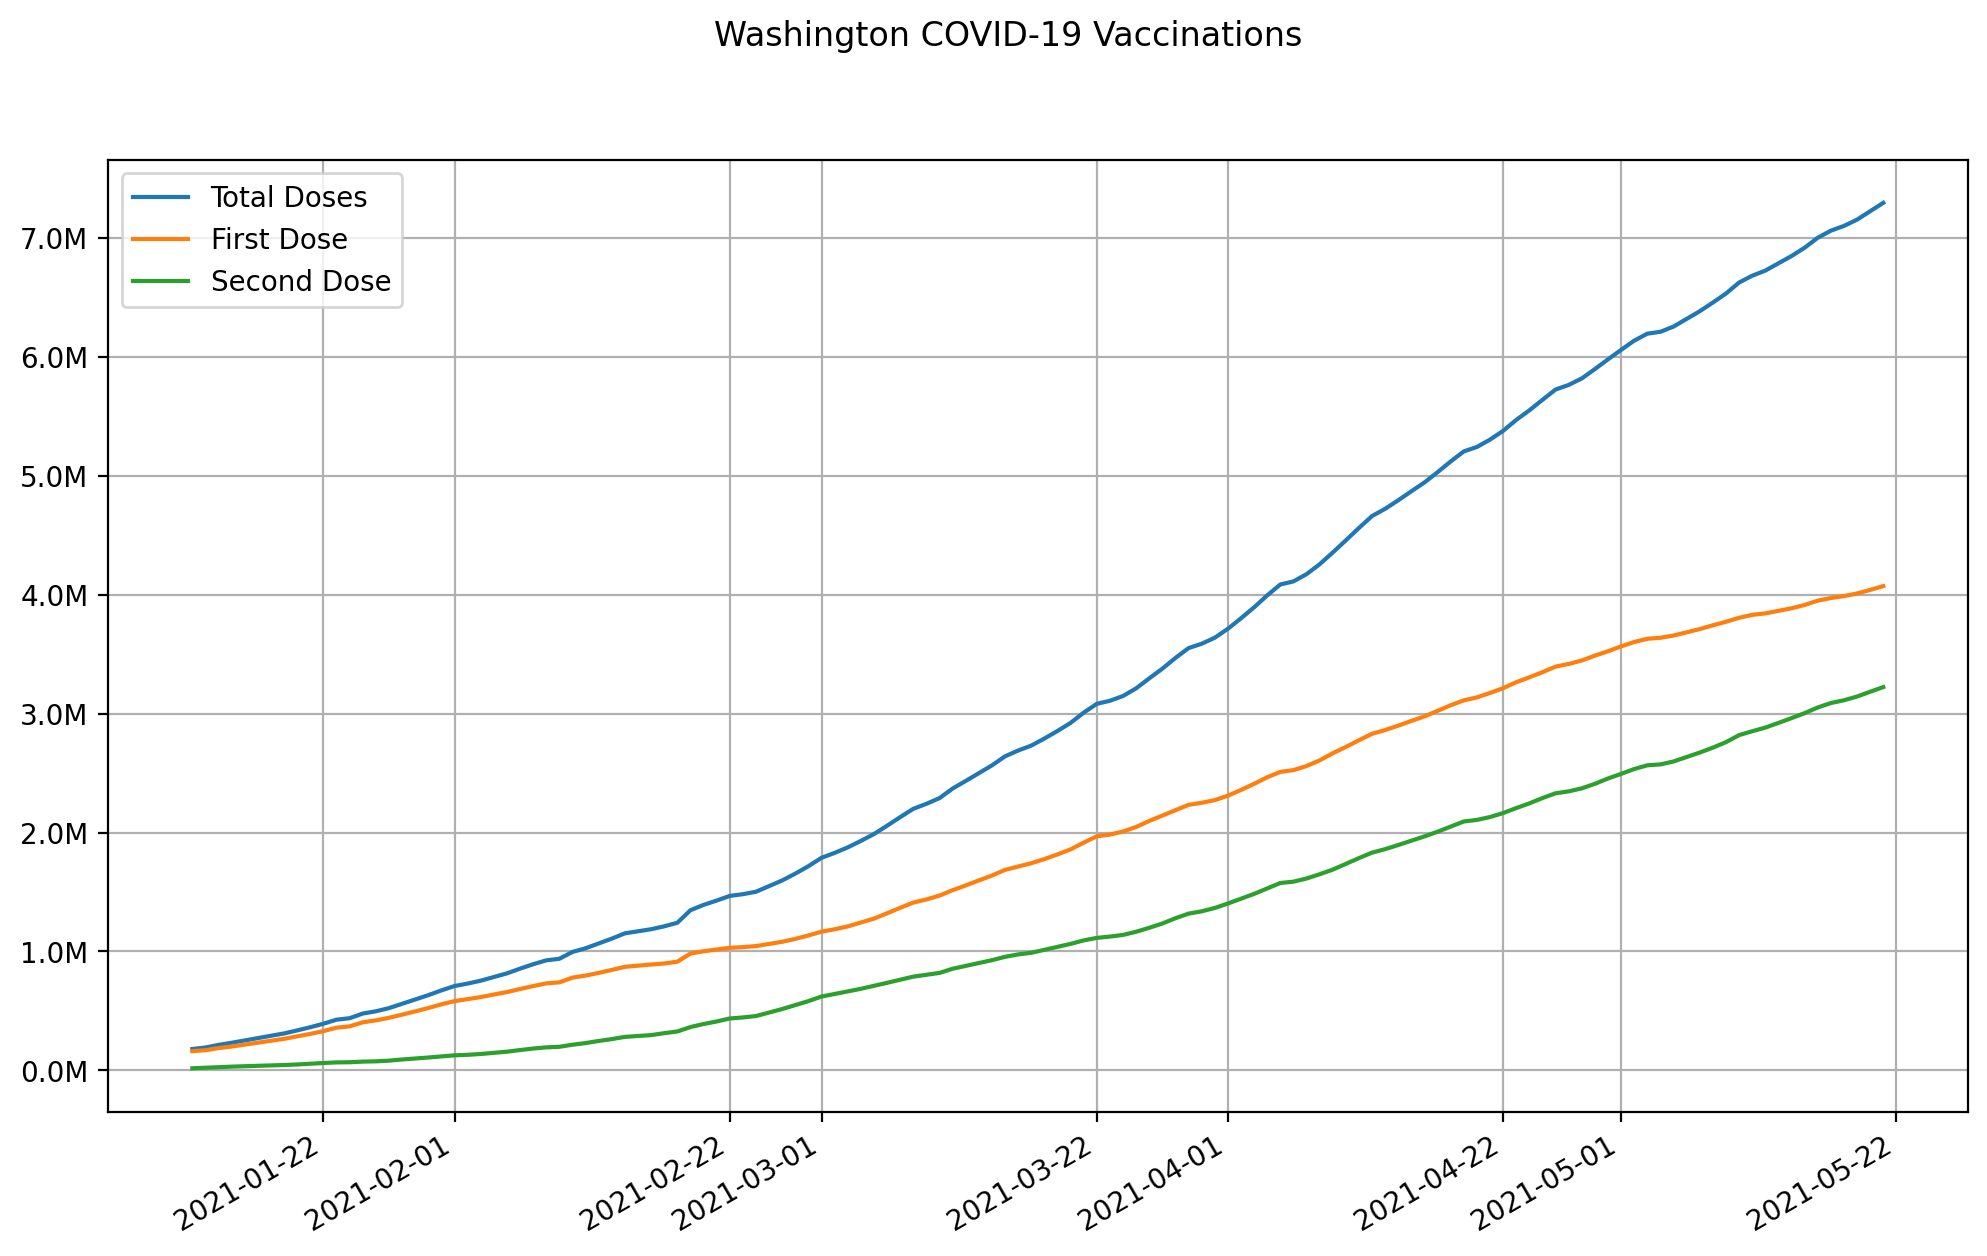 Washington COVID-19 Vaccinations
Total Doses
First Dose
Second Dose
7.0M
6.0M
5.0M
4.0M
3.0M
2.0M
1.0M
0.0M
2021-01-22
2021-02-01
2021-02-22
2021-03-01
2021-03-22
2021-04-01
2021-04-22
2021-05-01
2021-05-22